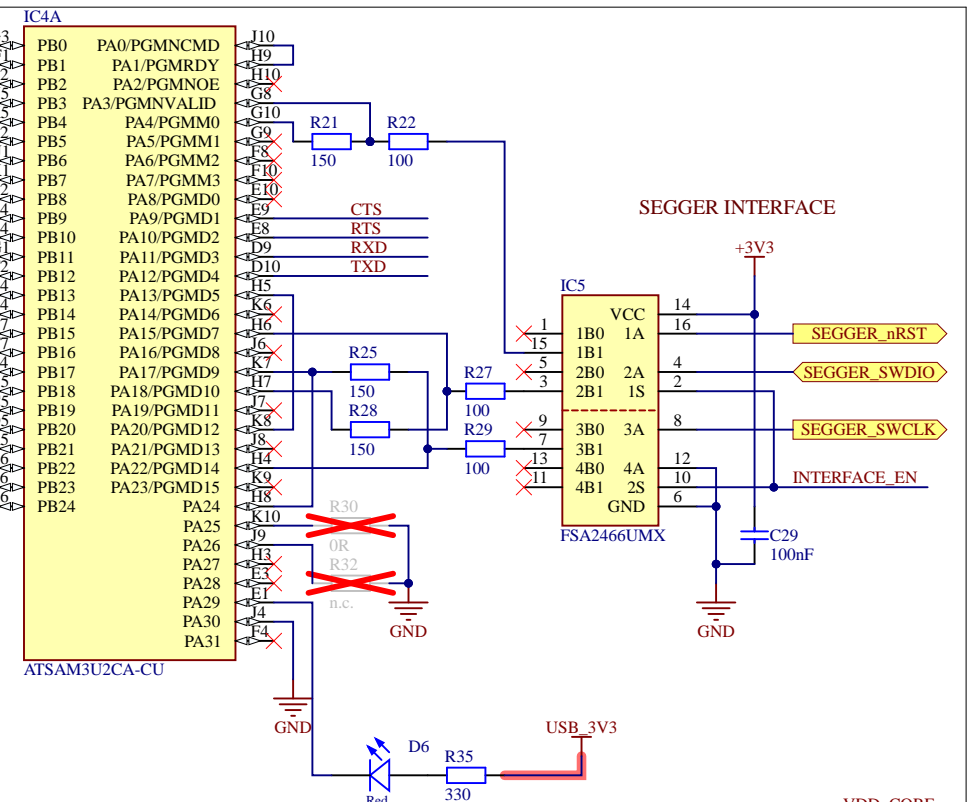 IC4A
PB0 PA0/PGMNCMD J10
PB1 PA1/PGMRDY H9
PB2 PA2/PGMNOE H10
PB3 PA3/PGMNVALID G8
PB4 PA4/PGMM0 G10
PB5 PA5/PGMM1 G9
PB6 PA6/PGMM2 F8
PB7 PA7/PGMM3 F10
PB8 PA8/PGMD0 E10
PB9 PA9/PGMD1 E9 CTS
PB10 PA10/PGMD2 E8 RTS
PB11 PA11/PGMD3 D9 RXD
PB12 PA12/PGMD4 D10 TXD
PB13 PA13/PGMD5 H5
PB14 PA14/PGMD6 K6
PB15 PA15/PGMD7 H6
PB16 PA16/PGMD8 J6
PB17 PA17/PGMD9 K7
PB18 PA18/PGMD10 H7
PB19 PA19/PGMD11 J7
PB20 PA20/PGMD12 K8
PB21 PA21/PGMD13 J8
PB22 PA22/PGMD14 H4
PB23 PA23/PGMD15 K9
PB24 PA24 H8
PA25 K10
PA26 J9
PA27 H3
PA28 E3
PA29 E1
PA30 J4
PA31 F4
ATSAM3U2CA-CU
R21 R22
150 100
R25
150
R28
150
R27
100
R29
100
R30
0R
R32
n.c.
GND
GND
SEGGER INTERFACE
+3V3
IC5
VCC 14
1 1B0 1A 16 SEGGER_nRST
15 1B1
5 2B0 2A 4 SEGGER_SWDIO
3 2B1 1S 2
9 3B0 3A 8 SEGGER_SWCLK
7 3B1
13 4B0 4A 12
11 4B1 2S 10 INTERFACE_EN
GND 6
FSA2466UMX
C29
100nF
GND
USB_3V3
D6
R35
330
Red
VDD_CORE